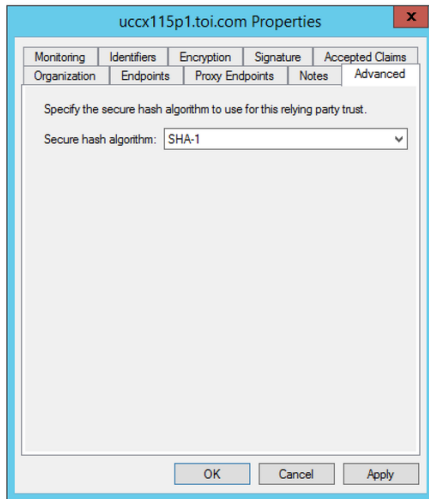 uccx115p1.toi.com Properties
x
Monitoring Identifiers Encryption Signature Accepted Claims
Organization Endpoints Proxy Endpoints Notes Advanced
Specify the secure hash algorithm to use for this relying party trust.
Secure hash algorithm: SHA-1
OK Cancel Apply